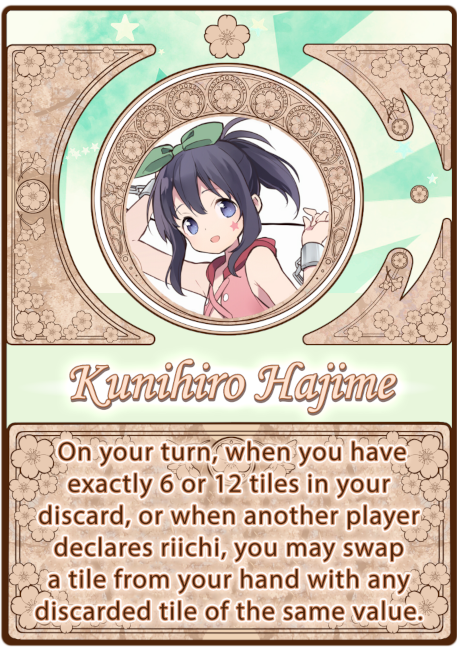 Kunihiro Hajime
On your turn, when you have
exactly 6 or 12 tiles in your
discard, or when another player
declares riichi, you may swap
a tile from your hand with any
discarded tile of the same value.